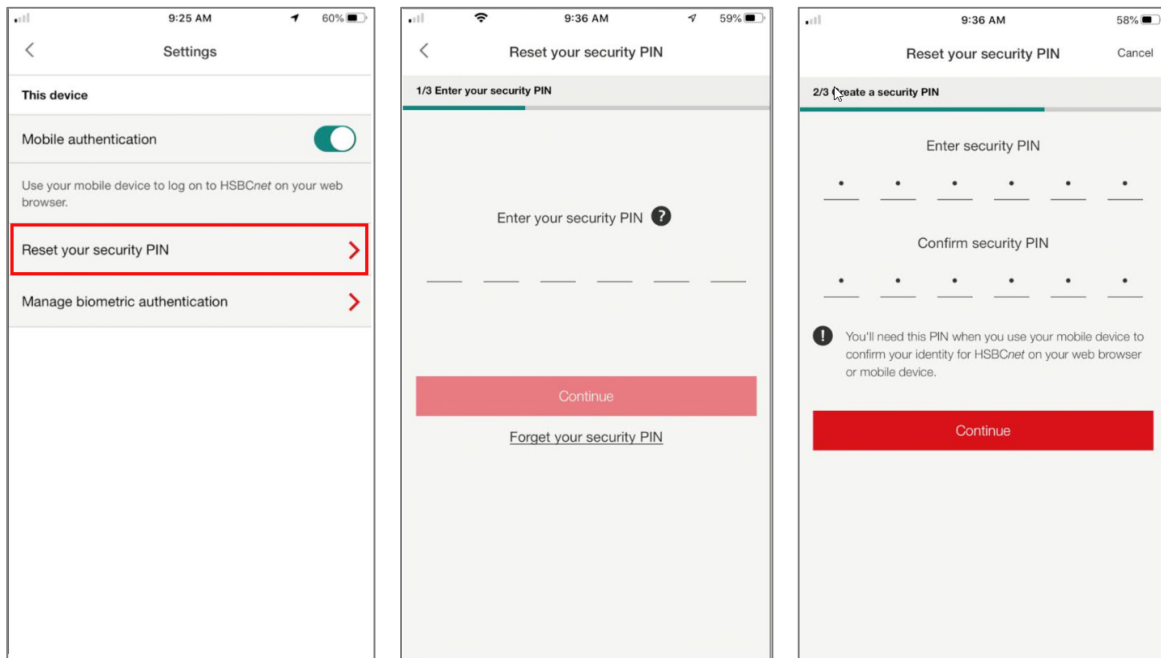 9:25 AM
60%
Settings
This device
Mobile authentication
Use your mobile device to log on to HSBCnet on your web
browser.
Reset your security PIN
Manage biometric authentication
9:36 AM
59%
Reset your security PIN
1/3 Enter your security PIN
Enter your security PIN ?
Continue
Forget your security PIN
9:36 AM
58%
Reset your security PIN
Cancel
2/3 Create a security PIN
Enter security PIN
Confirm security PIN
! You'll need this PIN when you use your mobile device to
confirm your identity for HSBCnet on your web browser
or mobile device.
Continue